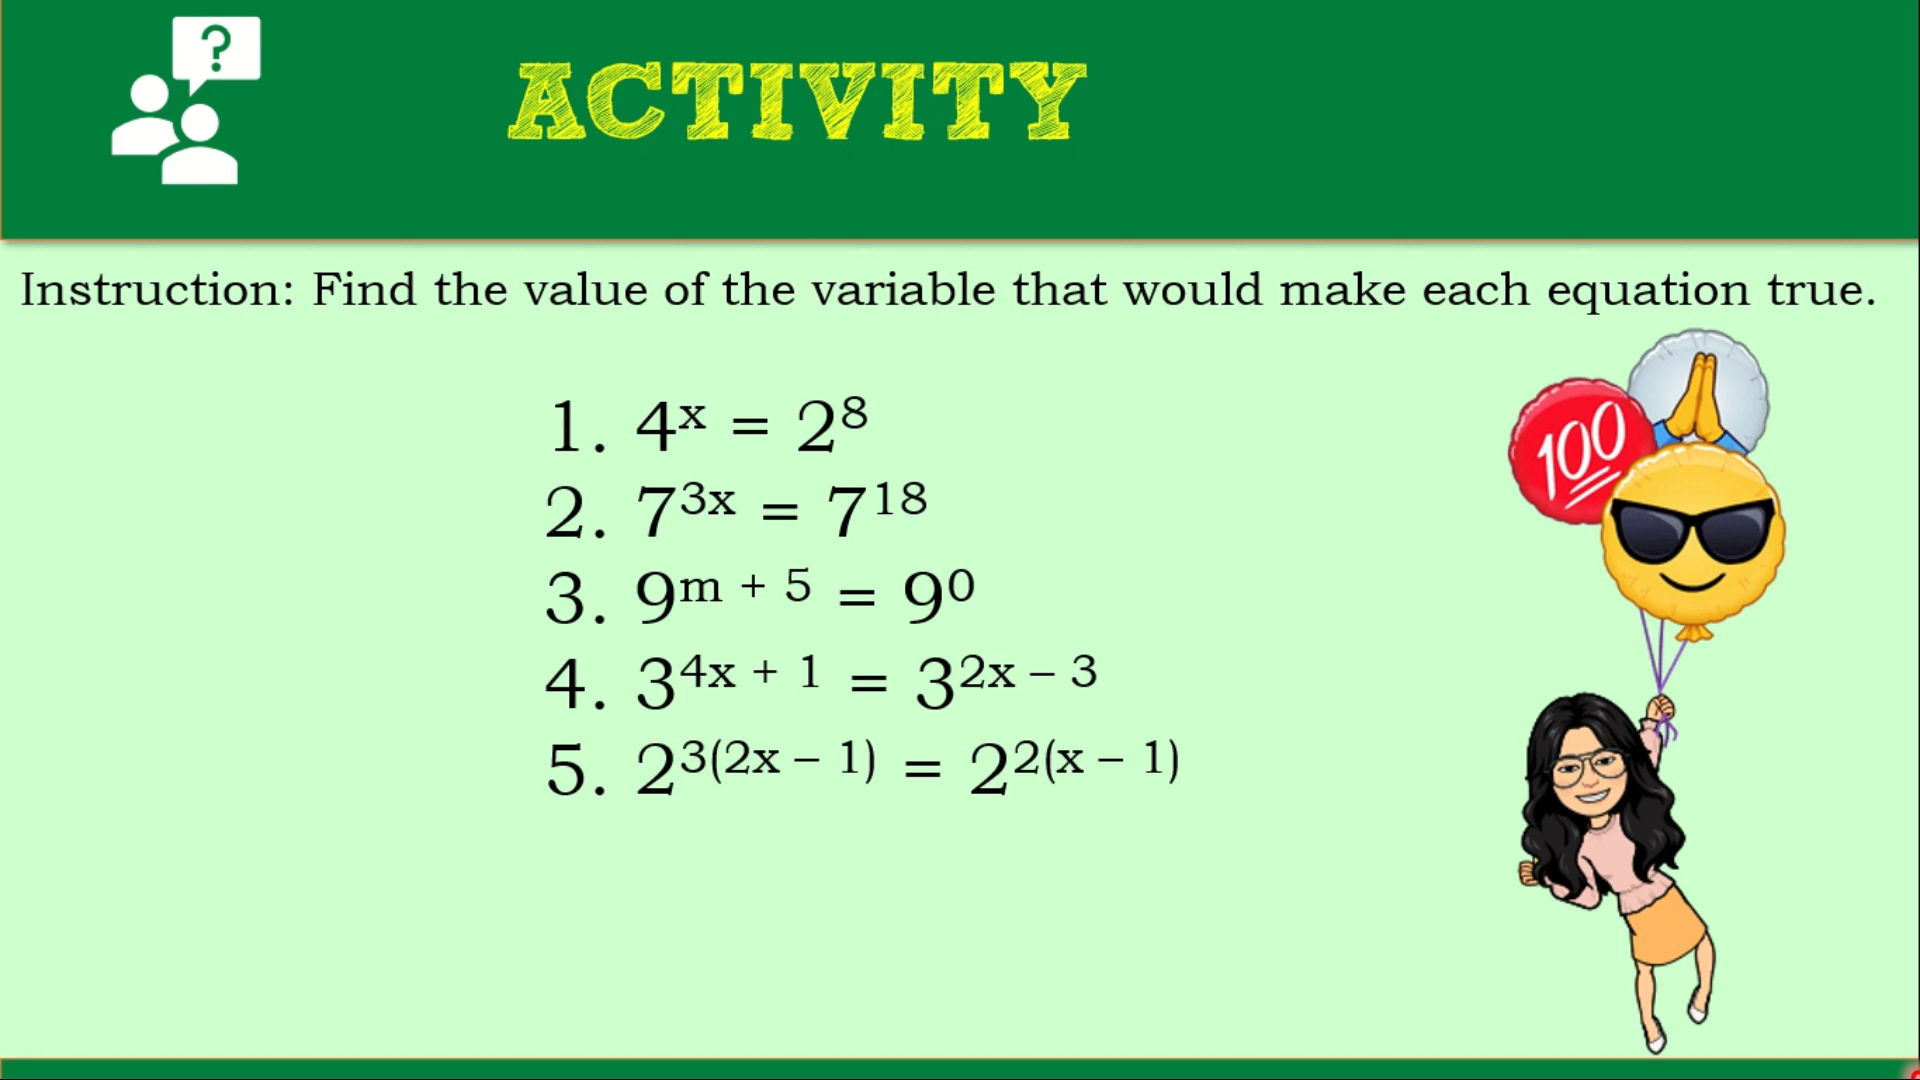 ?
ACTIVITY
Instruction: Find the value of the variable that would make each equation true.
1. 4ˣ = 2⁸
2. 7³ˣ = 7¹⁸
3. 9ᵐ ⁺ ⁵ = 9⁰
4. 3⁴ˣ ⁺ ¹ = 3²ˣ ⁻ ³
5. 2³⁽²ˣ ⁻ ¹⁾ = 2²⁽ˣ ⁻ ¹⁾
100